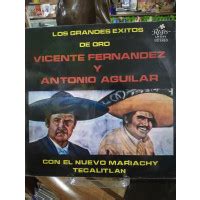 LOS GRANDES EXITOS
DE ORO
VICENTE FERNANDEZ
Y
ANTONIO AGUILAR
CON EL NUEVO MARIACHY
TECALITLAN